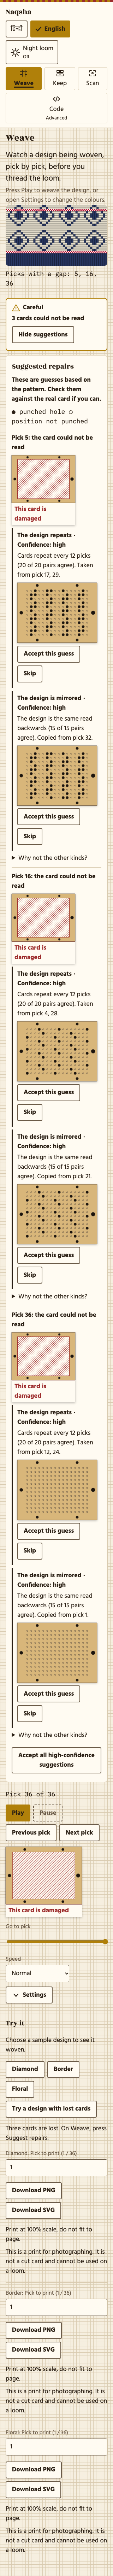 Naqsha
हिन्दी
English
Night loom
Off
Weave
Keep
Scan
Code
Advanced
Weave
Watch a design being woven,
pick by pick, before you
thread the loom.
Press Play to weave the design, or
open Settings to change the colours.
Picks with a gap: 5, 16,
36
Careful
3 cards could not be read
Hide suggestions
Suggested repairs
These are guesses based on
the pattern. Check them
against the real card if you can.
● punched hole ○
position not punched
Pick 5: the card could not be
read
This card is
damaged
The design repeats ·
Confidence: high
Cards repeat every 12 picks
(20 of 20 pairs agree). Taken
from pick 17, 29.
Accept this guess
Skip
The design is mirrored ·
Confidence: high
The design is the same read
backwards (15 of 15 pairs
agree). Copied from pick 32.
Accept this guess
Skip
Why not the other kinds?
Pick 16: the card could not be
read
This card is
damaged
The design repeats ·
Confidence: high
Cards repeat every 12 picks
(20 of 20 pairs agree). Taken
from pick 4, 28.
Accept this guess
Skip
The design is mirrored ·
Confidence: high
The design is the same read
backwards (15 of 15 pairs
agree). Copied from pick 21.
Accept this guess
Skip
Why not the other kinds?
Pick 36: the card could not be
read
This card is
damaged
The design repeats ·
Confidence: high
Cards repeat every 12 picks
(20 of 20 pairs agree). Taken
from pick 12, 24.
Accept this guess
Skip
The design is mirrored ·
Confidence: high
The design is the same read
backwards (15 of 15 pairs
agree). Copied from pick 1.
Accept this guess
Skip
Why not the other kinds?
Accept all high-confidence
suggestions
Pick 36 of 36
Play
Pause
Previous pick
Next pick
This card is damaged
Go to pick
Speed
Normal
Settings
Try it
Choose a sample design to see it
woven.
Diamond
Border
Floral
Try a design with lost cards
Three cards are lost. On Weave, press
Suggest repairs.
Diamond: Pick to print (1 / 36)
1
Download PNG
Download SVG
Print at 100% scale, do not fit to
page.
This is a print for photographing. It is
not a cut card and cannot be used on
a loom.
Border: Pick to print (1 / 36)
1
Download PNG
Download SVG
Print at 100% scale, do not fit to
page.
This is a print for photographing. It is
not a cut card and cannot be used on
a loom.
Floral: Pick to print (1 / 36)
1
Download PNG
Download SVG
Print at 100% scale, do not fit to
page.
This is a print for photographing. It is
not a cut card and cannot be used on
a loom.